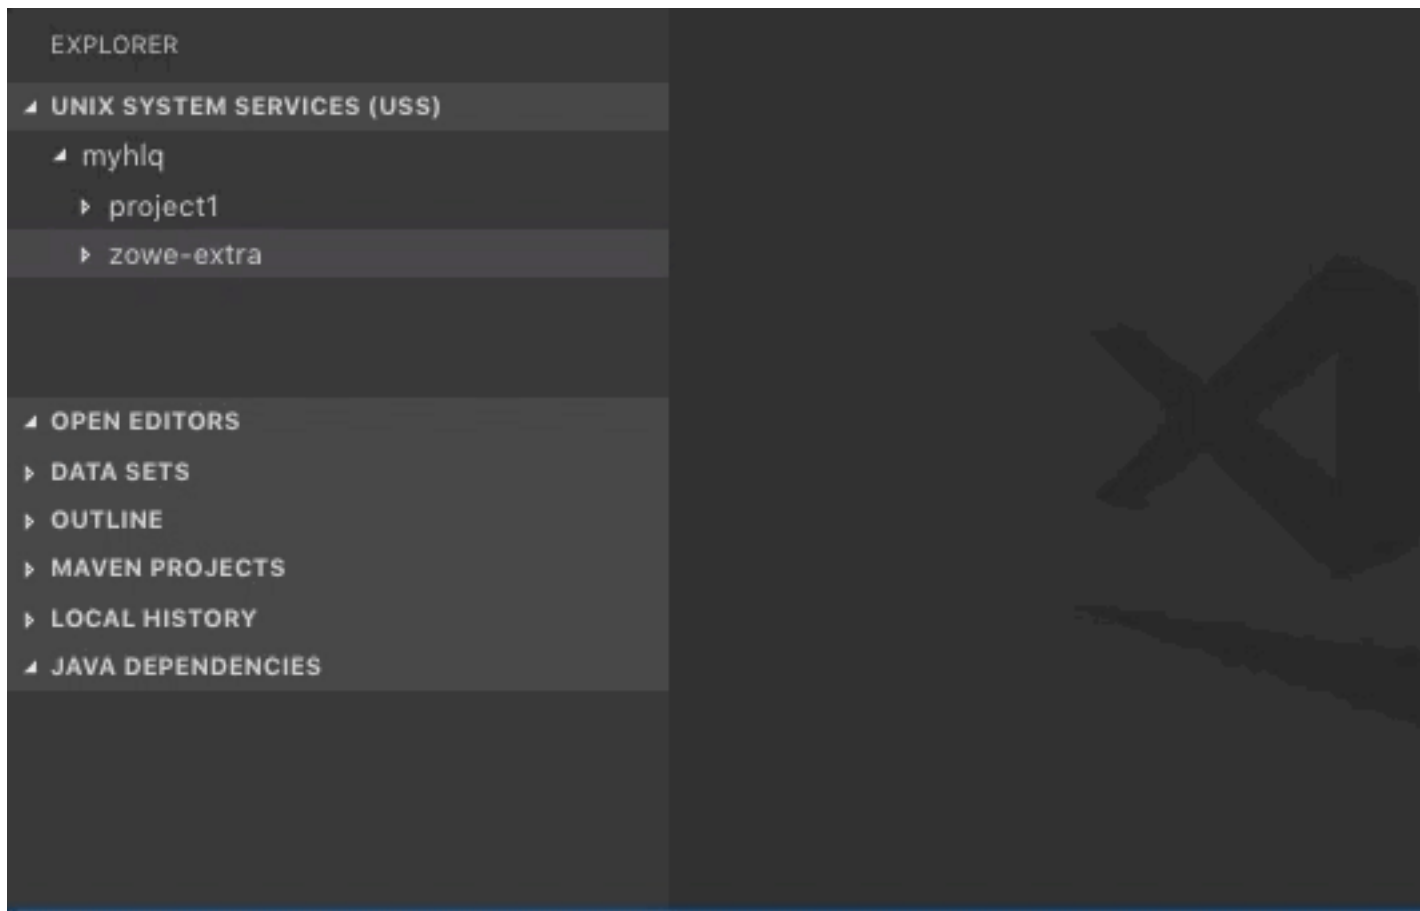 EXPLORER
UNIX SYSTEM SERVICES (USS)
myhlq
project1
zowe-extra
OPEN EDITORS
DATA SETS
OUTLINE
MAVEN PROJECTS
LOCAL HISTORY
JAVA DEPENDENCIES